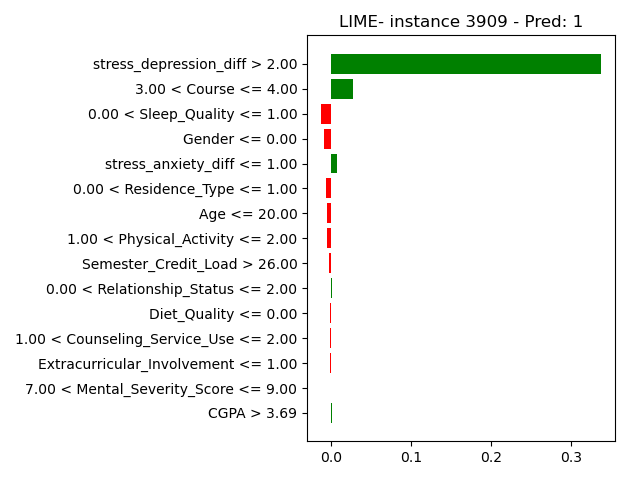 LIME- instance 3909 - Pred: 1
stress_depression_diff > 2.00
3.00 < Course <= 4.00
0.00 < Sleep_Quality <= 1.00
Gender <= 0.00
stress_anxiety_diff <= 1.00
0.00 < Residence_Type <= 1.00
Age <= 20.00
1.00 < Physical_Activity <= 2.00
Semester_Credit_Load > 26.00
0.00 < Relationship_Status <= 2.00
Diet_Quality <= 0.00
1.00 < Counseling_Service_Use <= 2.00
Extracurricular_Involvement <= 1.00
7.00 < Mental_Severity_Score <= 9.00
CGPA > 3.69
0.0 0.1 0.2 0.3